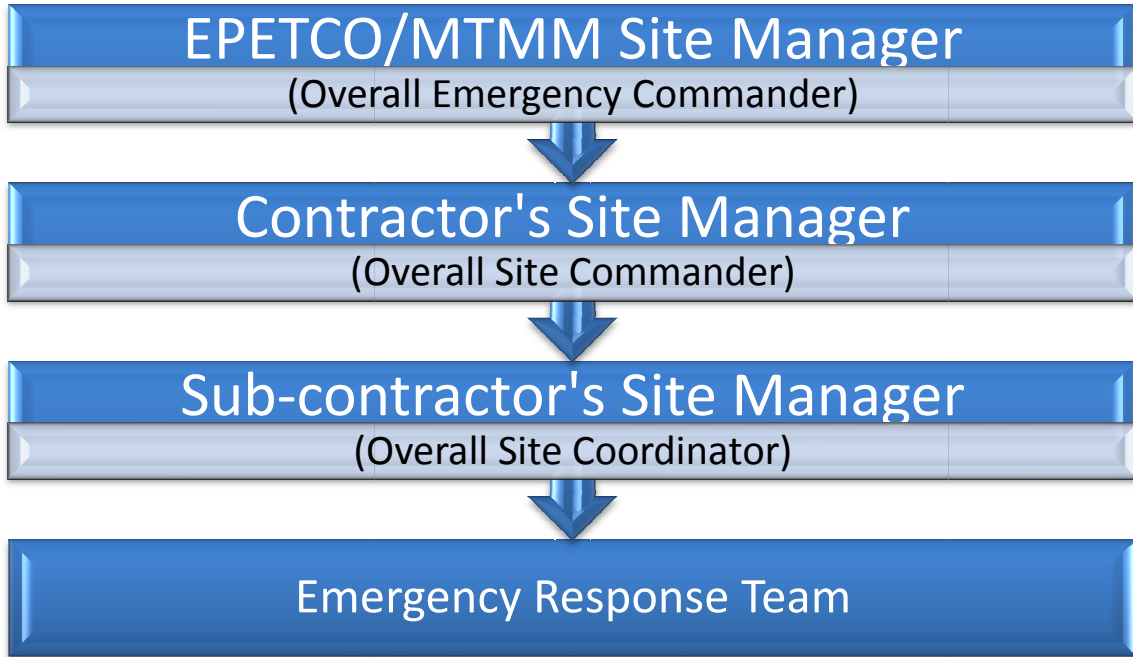 EPETCO/MTMM Site Manager
(Overall Emergency Commander)
Contractor's Site Manager
(Overall Site Commander)
Sub-contractor's Site Manager
(Overall Site Coordinator)
Emergency Response Team